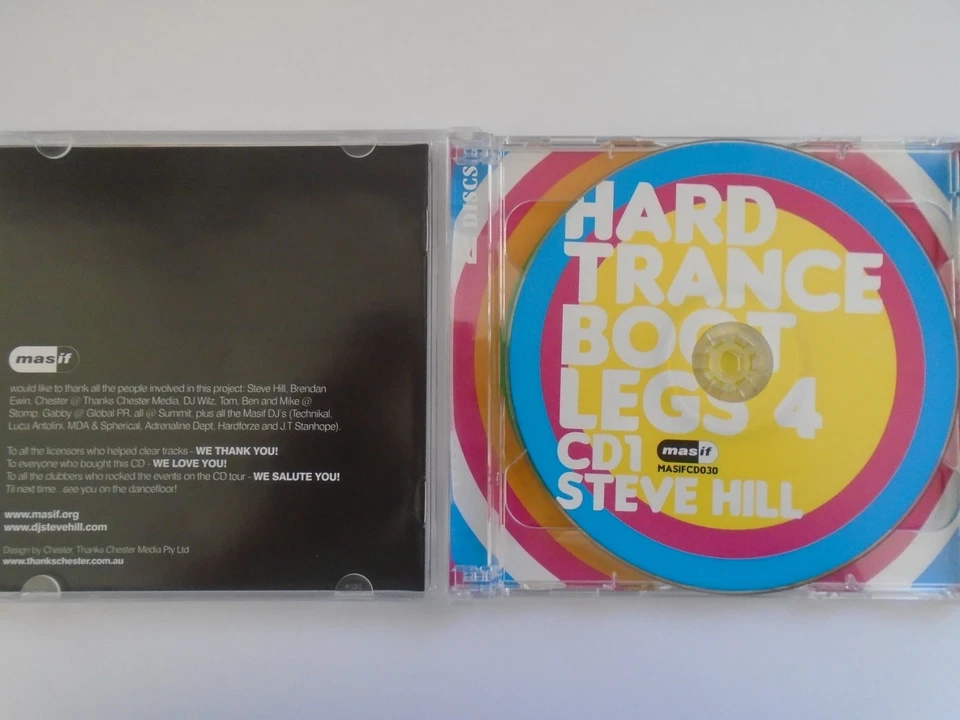 masif
would like to thank all the people involved in this project: Steve Hill, Brendan
Ewin. Chester @ Thanks Chester Media, DJ Wilz, Tom, Ben and Mike @
Stomp. Gabby @ Global PR. all @ Summit. plus all the Masif DJ's (Technikal,
Luca Antolini, MDA & Spherical, Adrenaline Dept, Hardforze and J.T Stanhope).
To all the licensors who helped clear tracks - WE THANK YOU!
To everyone who bought this CD - WE LOVE YOU!
To all the clubbers who rocked the events on the CD tour - WE SALUTE YOU!
Til next time...see you on the dancefloor!
www.masif.org
www.djstevehill.com
Design by Chester. Thanks Chester Media Pty Ltd
www.thankschester.com.au
DISCS
HARD
TRANCE
BOOT
LEGS 4
CD1
masif
MASIFCD030
STEVE HILL